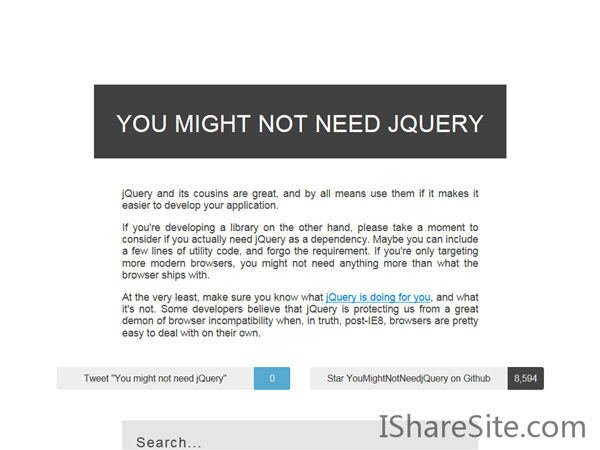 YOU MIGHT NOT NEED JQUERY
jQuery and its cousins are great, and by all means use them if it makes it
easier to develop your application.
If you're developing a library on the other hand, please take a moment to
consider if you actually need jQuery as a dependency. Maybe you can include
a few lines of utility code, and forgo the requirement. If you're only targeting
more modern browsers, you might not need anything more than what the
browser ships with.
At the very least, make sure you know what jQuery is doing for you, and what
it's not. Some developers believe that jQuery is protecting us from a great
demon of browser incompatibility when, in truth, post-IE8, browsers are pretty
easy to deal with on their own.
Tweet "You might not need jQuery" 0
Star YouMightNotNeedjQuery on Github 8,594
Search...
IShareSite.com